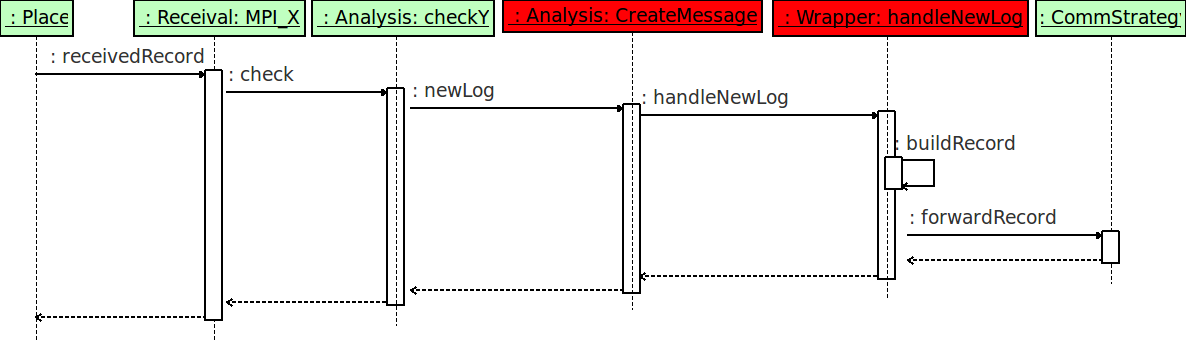 : Place
: Receival: MPI_X
: Analysis: checkY
: Analysis: CreateMessage
: Wrapper: handleNewLog
: CommStrategy
: receivedRecord
: check
: newLog
: handleNewLog
: buildRecord
: forwardRecord